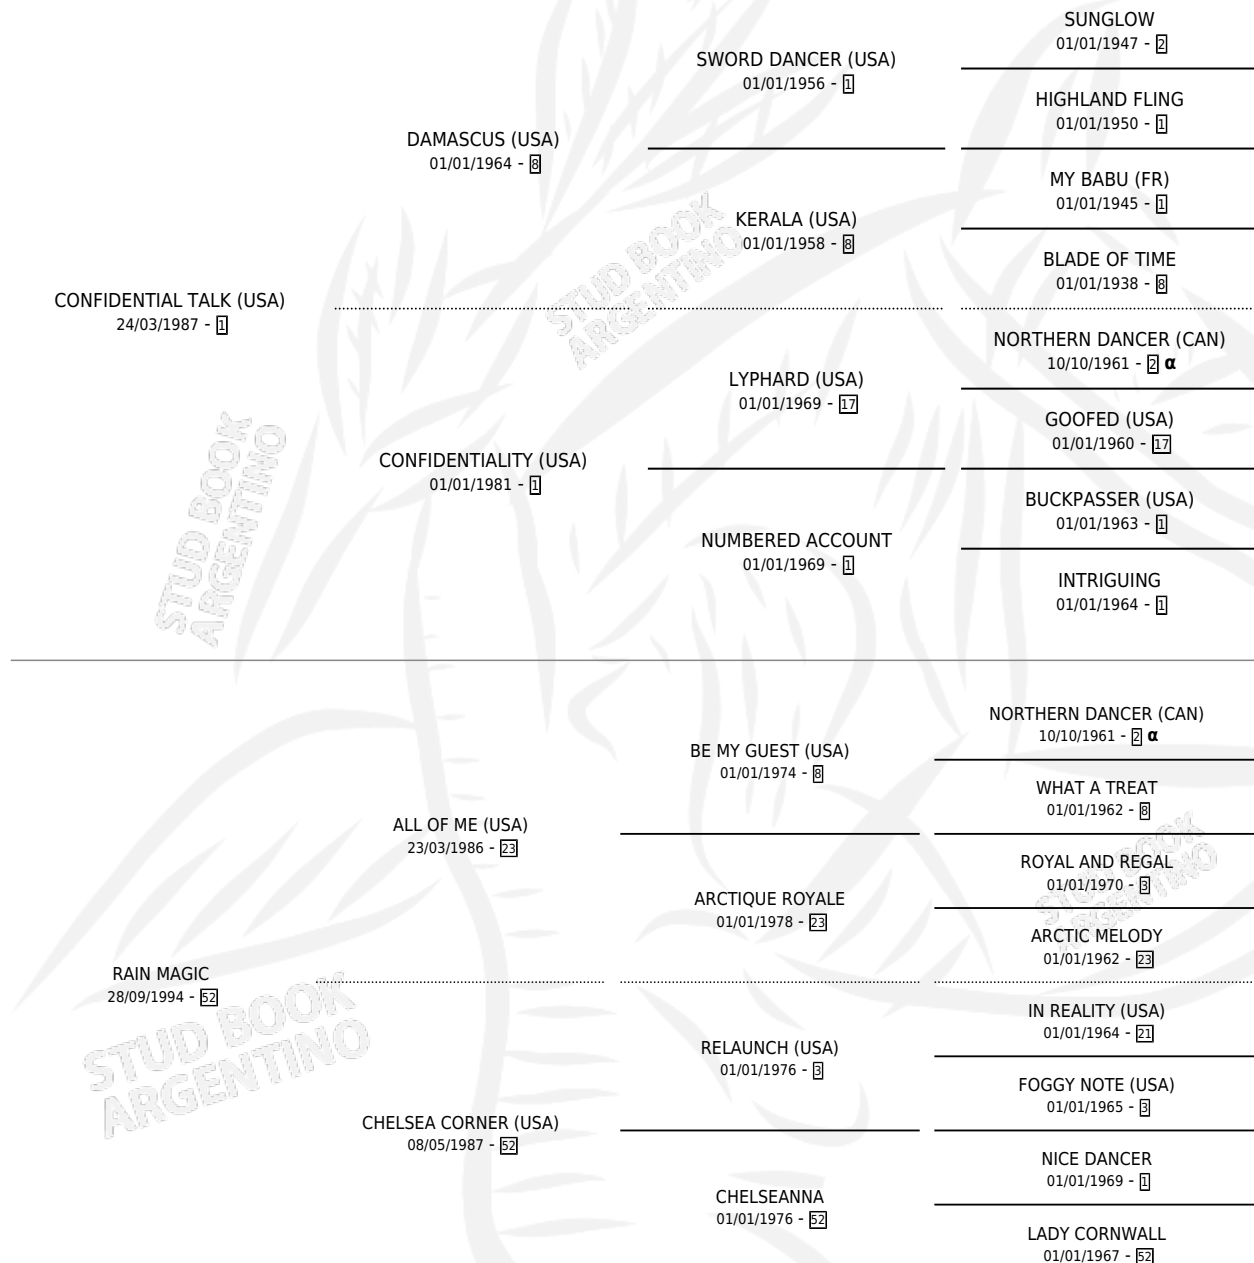 SUNGLOW
01/01/1947 - 2
SWORD DANCER (USA)
01/01/1956 - 1
HIGHLAND FLING
01/01/1950 - 1
DAMASCUS (USA)
01/01/1964 - 8
MY BABU (FR)
01/01/1945 - 1
KERALA (USA)
01/01/1958 - 8
BLADE OF TIME
01/01/1938 - 8
CONFIDENTIAL TALK (USA)
24/03/1987 - 1
NORTHERN DANCER (CAN)
10/10/1961 - 2 α
LYPHARD (USA)
01/01/1969 - 17
GOOFED (USA)
01/01/1960 - 17
CONFIDENTIALITY (USA)
01/01/1981 - 1
BUCKPASSER (USA)
01/01/1963 - 1
NUMBERED ACCOUNT
01/01/1969 - 1
INTRIGUING
01/01/1964 - 1
NORTHERN DANCER (CAN)
10/10/1961 - 2 α
BE MY GUEST (USA)
01/01/1974 - 8
WHAT A TREAT
01/01/1962 - 8
ALL OF ME (USA)
23/03/1986 - 23
ROYAL AND REGAL
01/01/1970 - 3
ARCTIQUE ROYALE
01/01/1978 - 23
ARCTIC MELODY
01/01/1962 - 23
RAIN MAGIC
28/09/1994 - 52
IN REALITY (USA)
01/01/1964 - 21
RELAUNCH (USA)
01/01/1976 - 3
FOGGY NOTE (USA)
01/01/1965 - 3
CHELSEA CORNER (USA)
08/05/1987 - 52
NICE DANCER
01/01/1969 - 1
CHELSEANNA
01/01/1976 - 52
LADY CORNWALL
01/01/1967 - 52
STUD BOOK
ARGENTINO
STUD BOOK
ARGENTINO
STUD BOOK
ARGENTINO
STUD BOOK
ARGENTINO